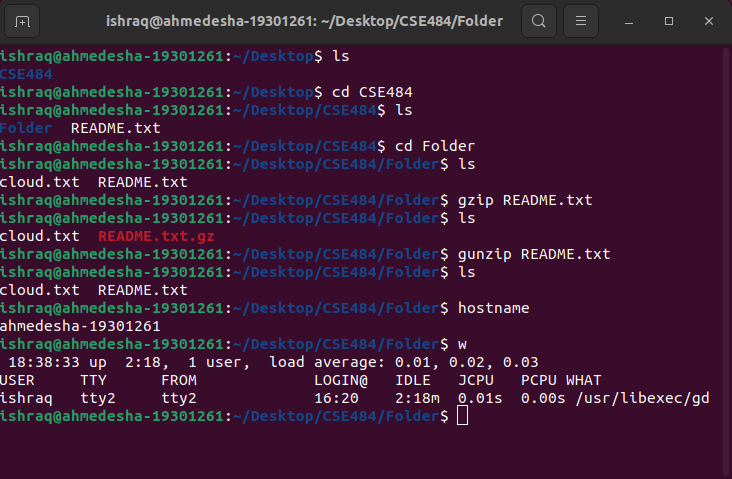 ishraq@ahmedesha-19301261: ~/Desktop/CSE484/Folder
ishraq@ahmedesha-19301261:~/Desktop$ ls
CSE484
ishraq@ahmedesha-19301261:~/Desktop$ cd CSE484
ishraq@ahmedesha-19301261:~/Desktop/CSE484$ ls
Folder  README.txt
ishraq@ahmedesha-19301261:~/Desktop/CSE484$ cd Folder
ishraq@ahmedesha-19301261:~/Desktop/CSE484/Folder$ ls
cloud.txt  README.txt
ishraq@ahmedesha-19301261:~/Desktop/CSE484/Folder$ gzip README.txt
ishraq@ahmedesha-19301261:~/Desktop/CSE484/Folder$ ls
cloud.txt  README.txt.gz
ishraq@ahmedesha-19301261:~/Desktop/CSE484/Folder$ gunzip README.txt
ishraq@ahmedesha-19301261:~/Desktop/CSE484/Folder$ ls
cloud.txt  README.txt
ishraq@ahmedesha-19301261:~/Desktop/CSE484/Folder$ hostname
ahmedesha-19301261
ishraq@ahmedesha-19301261:~/Desktop/CSE484/Folder$ w
 18:38:33 up  2:18,  1 user,  load average: 0.01, 0.02, 0.03
USER     TTY      FROM             LOGIN@   IDLE   JCPU   PCPU WHAT
ishraq   tty2     tty2             16:20    2:18m  0.01s  0.00s /usr/libexec/gd
ishraq@ahmedesha-19301261:~/Desktop/CSE484/Folder$